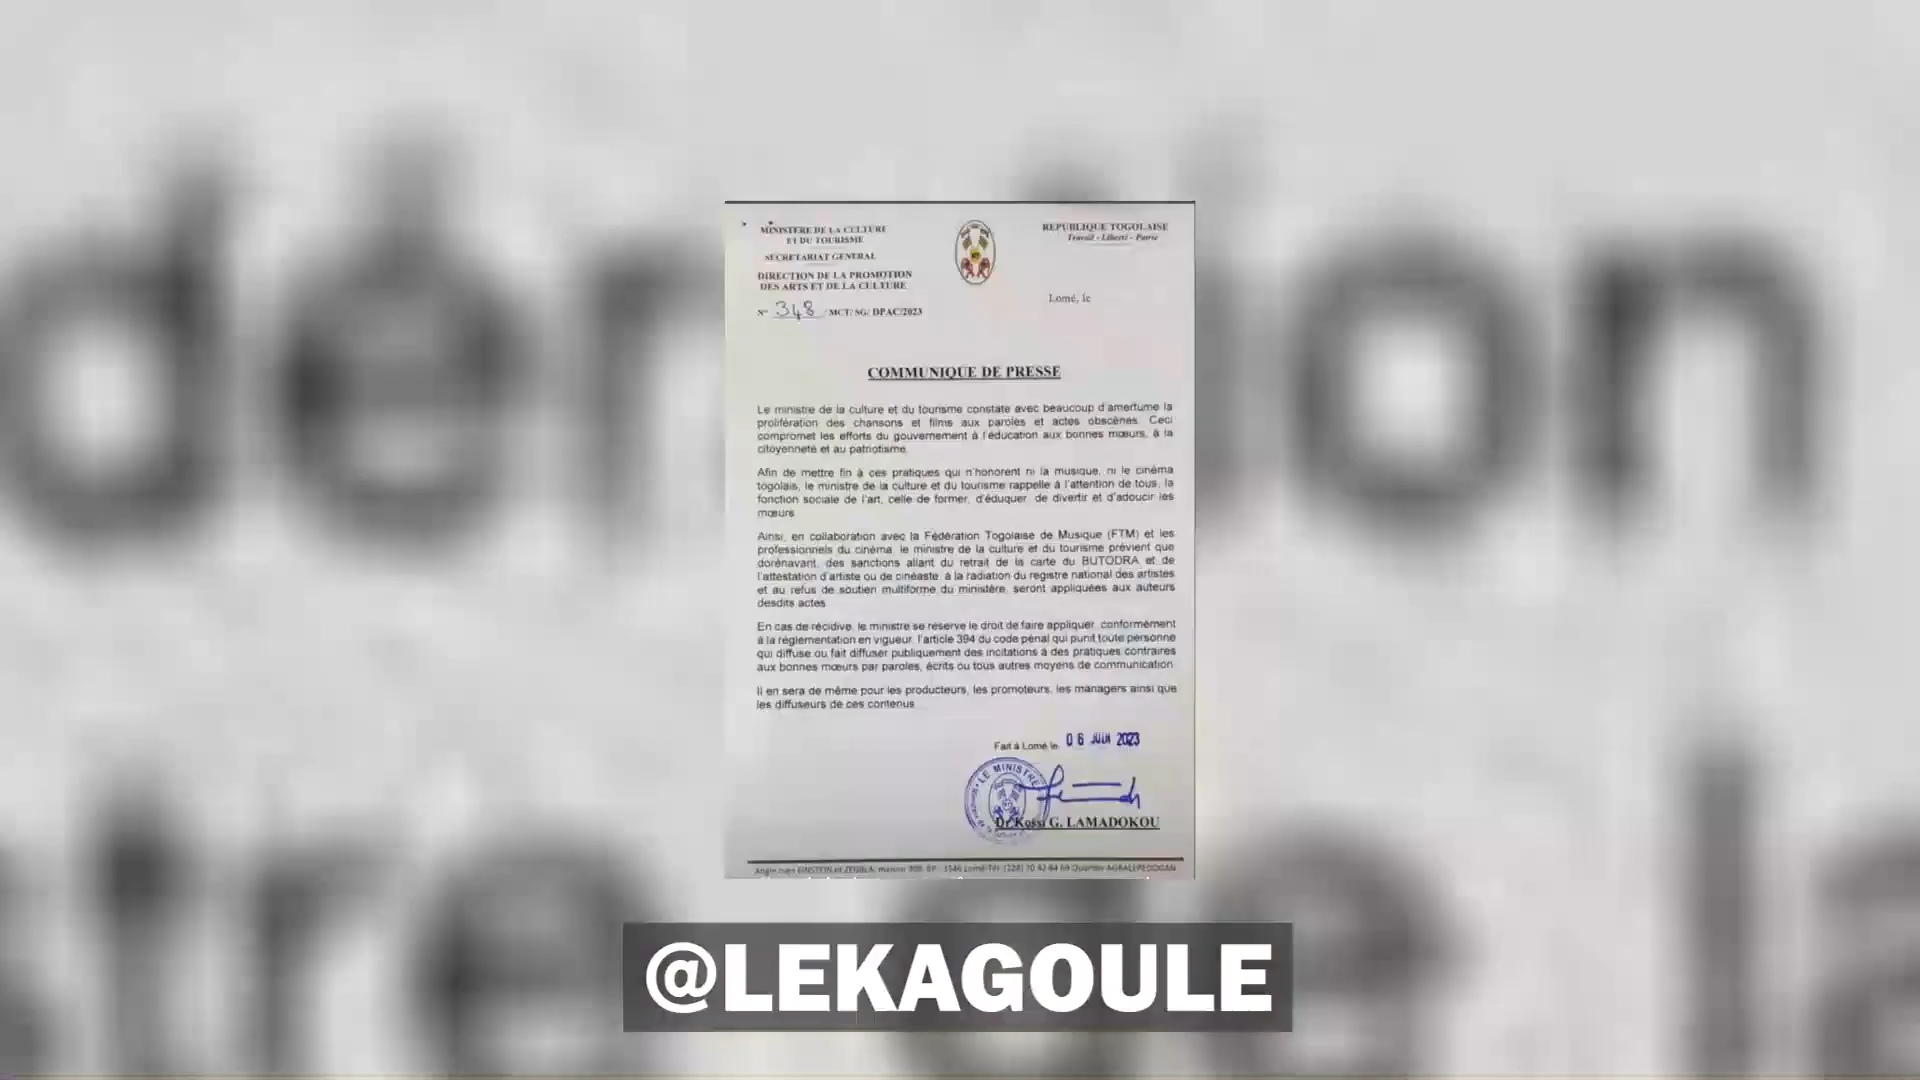 MINISTERE DE LA CULTURE
ET DU TOURISME
SECRETARIAT GENERAL
DIRECTION DE LA PROMOTION
DES ARTS ET DE LA CULTURE
N° 348 / MCT/ SG/ DPAC/2023
REPUBLIQUE TOGOLAISE
Travail - Liberté - Patrie
Lomé, le
COMMUNIQUE DE PRESSE
Le ministre de la culture et du tourisme constate avec beaucoup d'amertume la
prolifération des chansons et films aux paroles et actes obscènes. Ceci
compromet les efforts du gouvernement à l'éducation aux bonnes mœurs, à la
citoyenneté et au patriotisme.
Afin de mettre fin à ces pratiques qui n'honorent ni la musique, ni le cinéma
togolais, le ministre de la culture et du tourisme rappelle à l'attention de tous, la
fonction sociale de l'art, celle de former, d'éduquer, de divertir et d'adoucir les
mœurs
Ainsi, en collaboration avec la Fédération Togolaise de Musique (FTM) et les
professionnels du cinéma, le ministre de la culture et du tourisme prévient que
dorénavant, des sanctions allant du retrait de la carte du BUTODRA et de
l'attestation d'artiste ou de cinéaste, à la radiation du registre national des artistes
et au refus de soutien multiforme du ministère, seront appliquées aux auteurs
desdits actes
En cas de récidive, le ministre se réserve le droit de faire appliquer, conformément
à la réglementation en vigueur, l'article 394 du code pénal qui punit toute personne
qui diffuse ou fait diffuser publiquement des incitations à des pratiques contraires
aux bonnes mœurs par paroles, écrits ou tous autres moyens de communication
Il en sera de même pour les producteurs, les promoteurs, les managers ainsi que
les diffuseurs de ces contenus
Fait à Lomé le, 06 JUIN 2023
LE MINISTRE
Dr Kossi G. LAMADOKOU
@LEKAGOULE